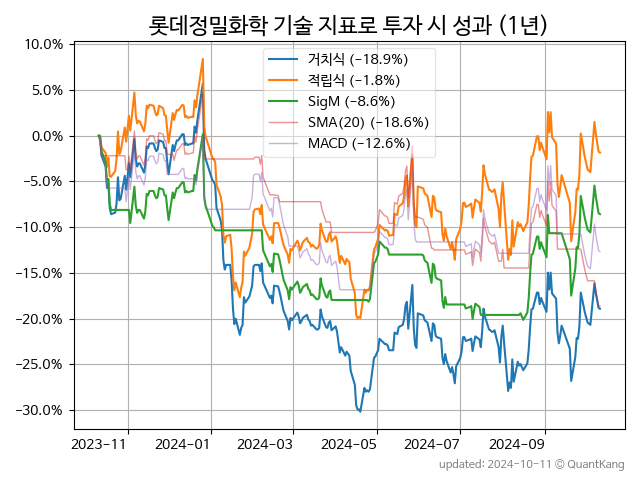 롯데정밀화학 기술 지표로 투자 시 성과 (1년)
거치식 (−18.9%)
적립식 (−1.8%)
SigM (−8.6%)
SMA(20) (−18.6%)
MACD (−12.6%)
10.0%
5.0%
0.0%
−5.0%
−10.0%
−15.0%
−20.0%
−25.0%
−30.0%
2023-11 2024-01 2024-03 2024-05 2024-07 2024-09
updated: 2024-10-11 © QuantKang